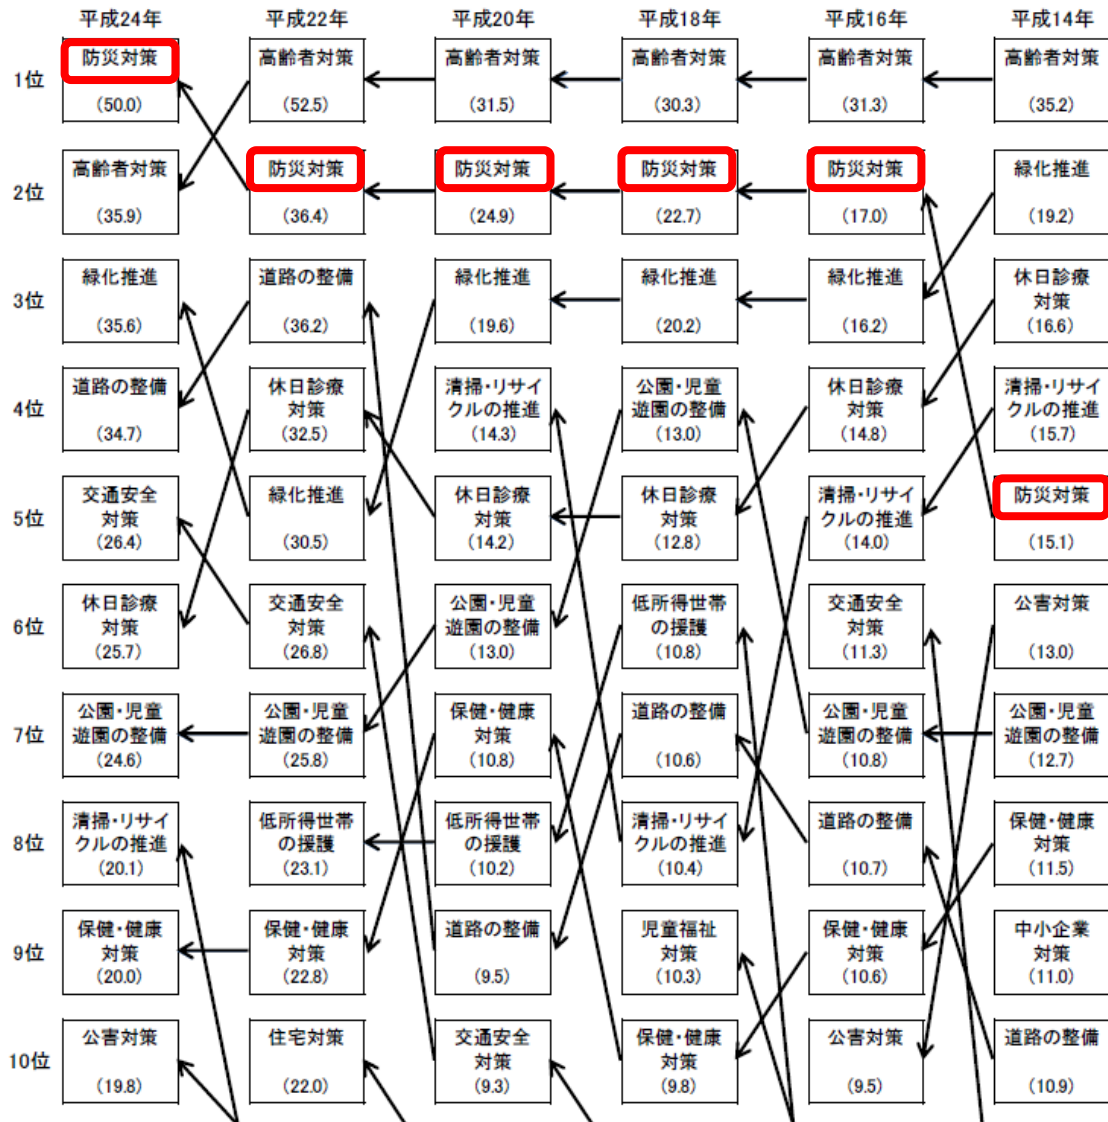 平成24年 平成22年 平成20年 平成18年 平成16年 平成14年
1位
防災対策
(50.0)
高齢者対策
(52.5)
高齢者対策
(31.5)
高齢者対策
(30.3)
高齢者対策
(31.3)
高齢者対策
(35.2)
2位
高齢者対策
(35.9)
防災対策
(36.4)
防災対策
(24.9)
防災対策
(22.7)
防災対策
(17.0)
緑化推進
(19.2)
3位
緑化推進
(35.6)
道路の整備
(36.2)
緑化推進
(19.6)
緑化推進
(20.2)
緑化推進
(16.2)
休日診療
対策
(16.6)
4位
道路の整備
(34.7)
休日診療
対策
(32.5)
清掃・リサイ
クルの推進
(14.3)
公園・児童
遊園の整備
(13.0)
休日診療
対策
(14.8)
清掃・リサイ
クルの推進
(15.7)
5位
交通安全
対策
(26.4)
緑化推進
(30.5)
休日診療
対策
(14.2)
休日診療
対策
(12.8)
清掃・リサイ
クルの推進
(14.0)
防災対策
(15.1)
6位
休日診療
対策
(25.7)
交通安全
対策
(26.8)
公園・児童
遊園の整備
(13.0)
低所得世帯
の援護
(10.8)
交通安全
対策
(11.3)
公害対策
(13.0)
7位
公園・児童
遊園の整備
(24.6)
公園・児童
遊園の整備
(25.8)
保健・健康
対策
(10.8)
道路の整備
(10.6)
公園・児童
遊園の整備
(10.8)
公園・児童
遊園の整備
(12.7)
8位
清掃・リサイ
クルの推進
(20.1)
低所得世帯
の援護
(23.1)
低所得世帯
の援護
(10.2)
清掃・リサイ
クルの推進
(10.4)
道路の整備
(10.7)
保健・健康
対策
(11.5)
9位
保健・健康
対策
(20.0)
保健・健康
対策
(22.8)
道路の整備
(9.5)
児童福祉
対策
(10.3)
保健・健康
対策
(10.6)
中小企業
対策
(11.0)
10位
公害対策
(19.8)
住宅対策
(22.0)
交通安全
対策
(9.3)
保健・健康
対策
(9.8)
公害対策
(9.5)
道路の整備
(10.9)